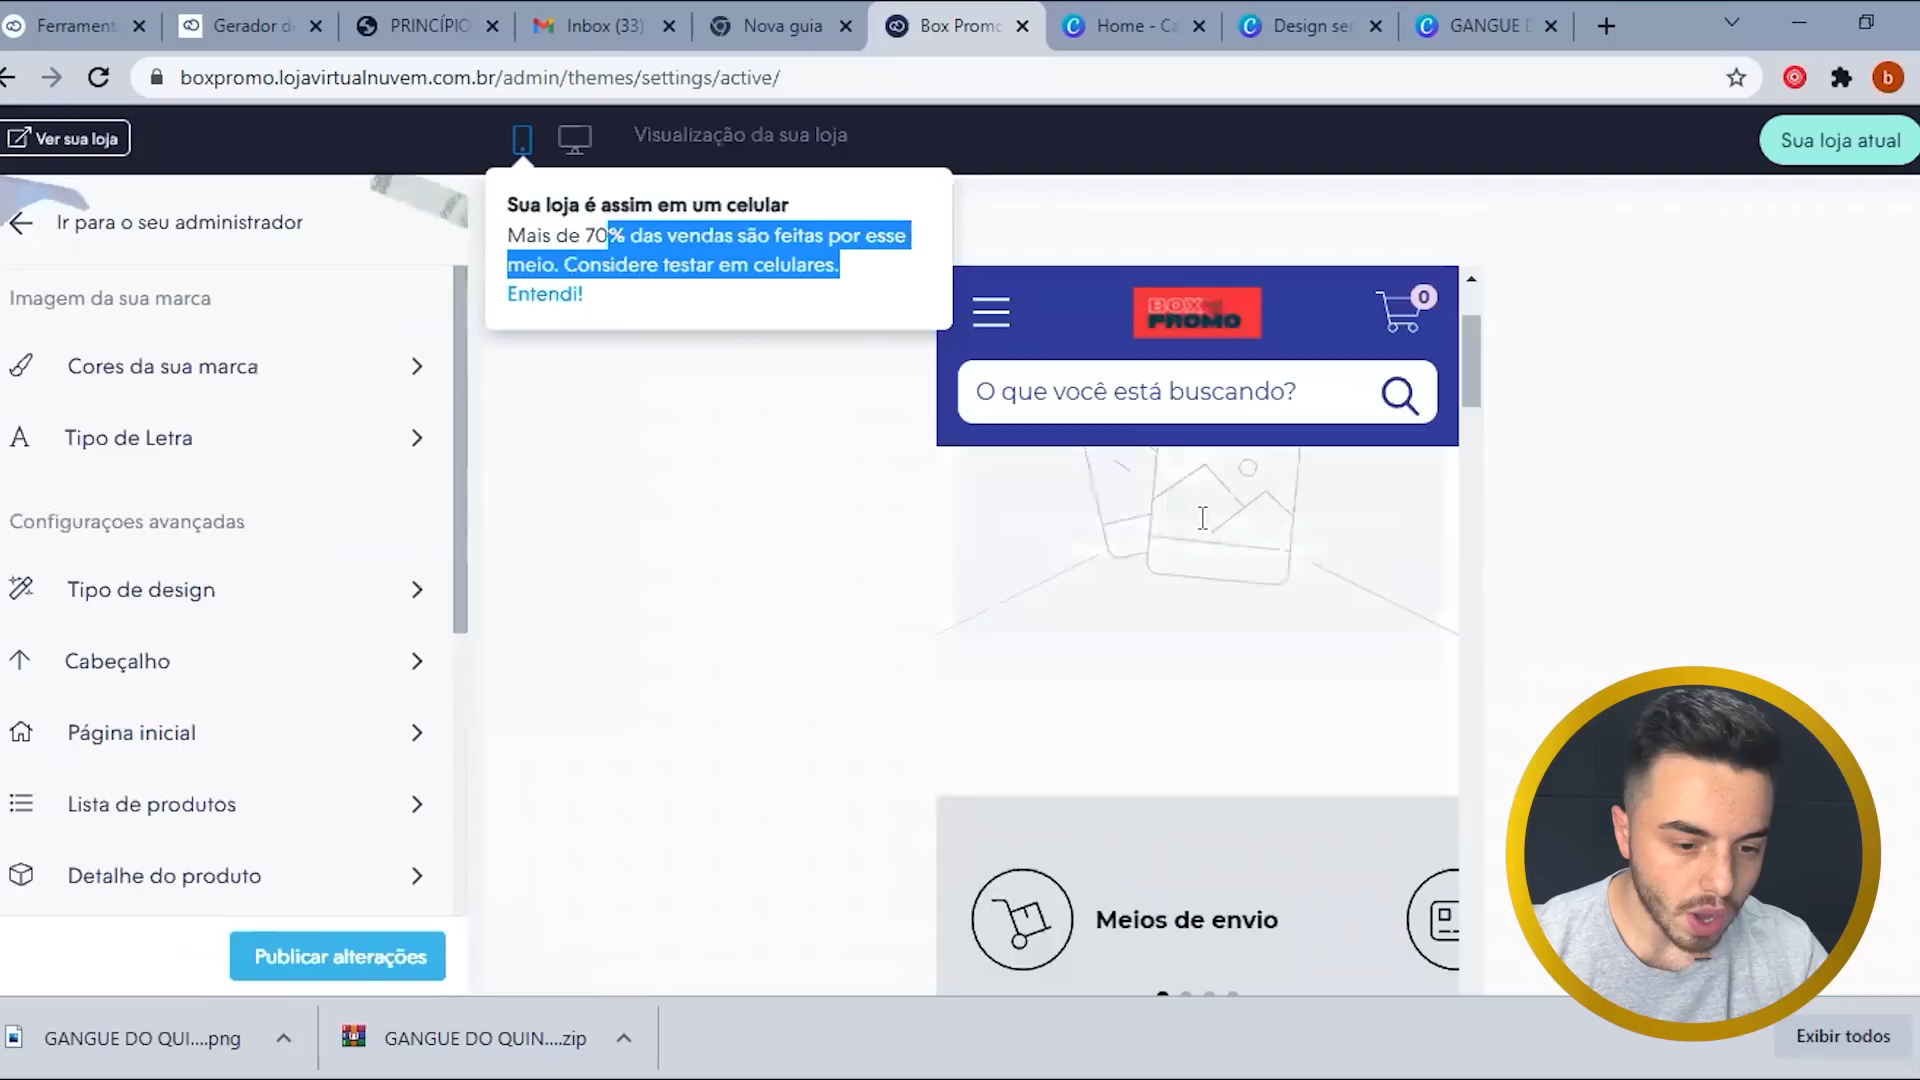 Ferrament
Gerador d
PRINCÍPIO
Inbox (33)
Nova guia
Box Promo
Home - Ca
Design ser
GANGUE D
boxpromo.lojavirtualnuvem.com.br/admin/themes/settings/active/
b
Ver sua loja
Visualização da sua loja
Sua loja atual
Sua loja é assim em um celular
Mais de 70% das vendas são feitas por esse
meio. Considere testar em celulares.
Entendi!
Ir para o seu administrador
Imagem da sua marca
Cores da sua marca
Tipo de Letra
Configuraçoes avançadas
Tipo de design
Cabeçalho
Página inicial
Lista de produtos
Detalhe do produto
Publicar alterações
BOX
PROMO
0
O que você está buscando?
Meios de envio
GANGUE DO QUI....png
GANGUE DO QUIN....zip
Exibir todos